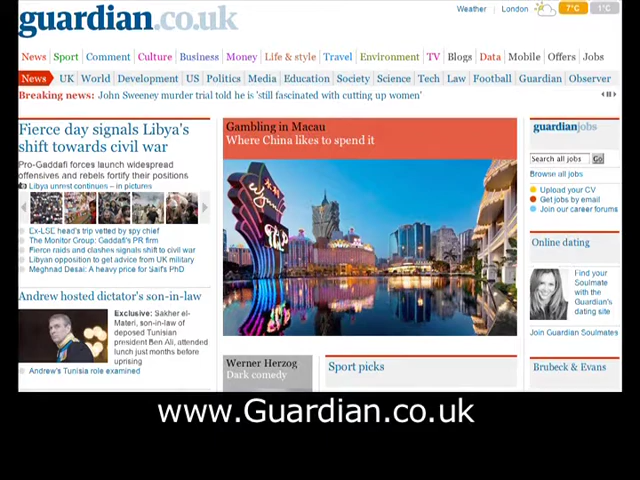 guardian.co.uk
Weather London 7°C 1°C
News Sport Comment Culture Business Money Life & style Travel Environment TV Blogs Data Mobile Offers Jobs
News UK World Development US Politics Media Education Society Science Tech Law Football Guardian Observer
Breaking news: John Sweeney murder trial told he is 'still fascinated with cutting up women'
Fierce day signals Libya's
shift towards civil war
Pro-Gaddafi forces launch widespread
offensives and rebels fortify their positions
Libya unrest continues – in pictures
Ex-LSE head's trip vetted by spy chief
The Monitor Group: Gaddafi's PR firm
Fierce raids and clashes signals shift to civil war
Libyan opposition to get advice from UK military
Meghnad Desai: A heavy price for Saif's PhD
Andrew hosted dictator's son-in-law
Exclusive: Sakher el-
Materi, son-in-law of
deposed Tunisian
president Ben Ali, attended
lunch just months before
uprising
Andrew's Tunisia role examined
Gambling in Macau
Where China likes to spend it
Wynn
Werner Herzog
Dark comedy
Sport picks
guardianjobs
Search all jobs Go
Browse all jobs
Upload your CV
Get jobs by email
Join our career forums
Online dating
Find your
Soulmate
with the
Guardian's
dating site
Join Guardian Soulmates
Brubeck & Evans
www.Guardian.co.uk